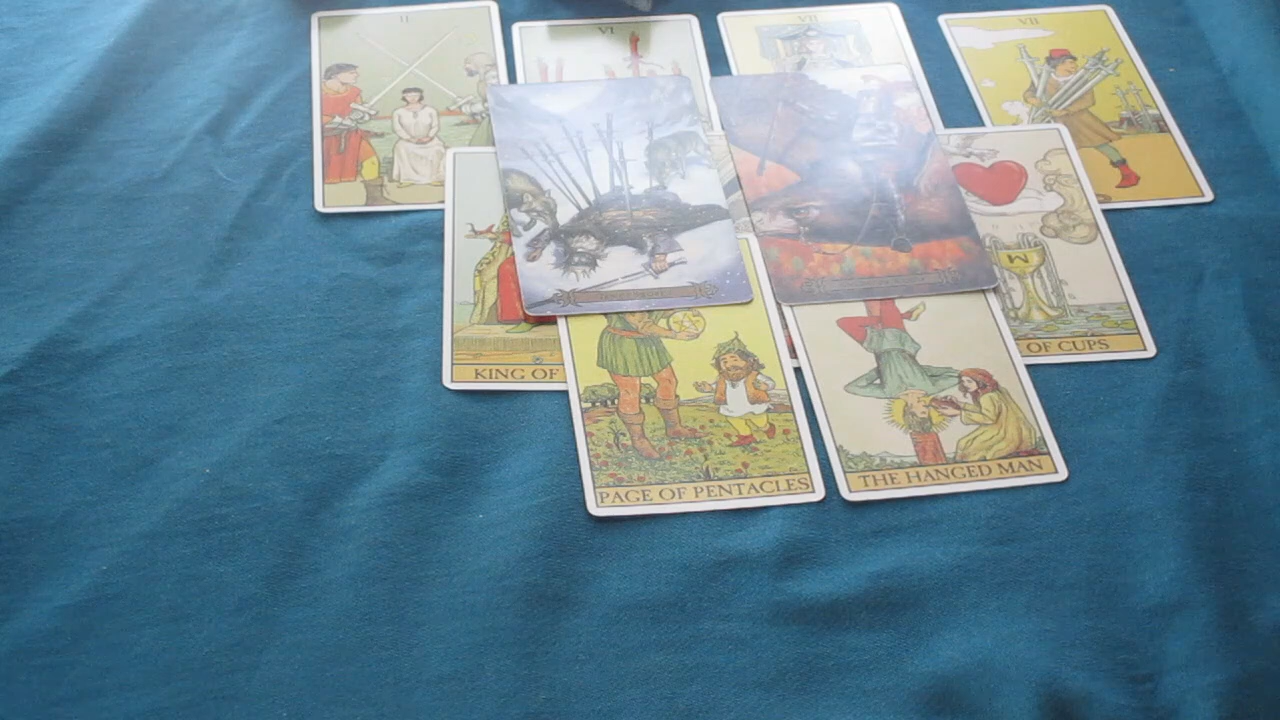 II
VI
VII
VII
KING OF
OF CUPS
PAGE OF PENTACLES
THE HANGED MAN